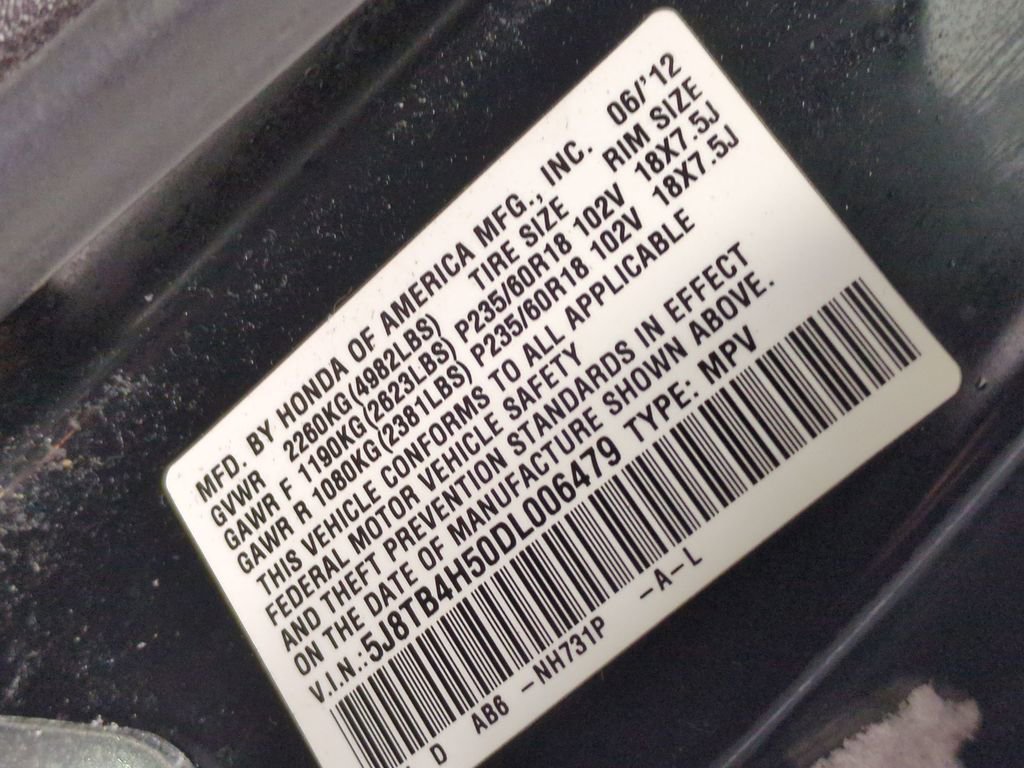 MFD. BY HONDA OF AMERICA MFG., INC. 06/'12
GVWR 2260KG(4982LBS) TIRE SIZE RIM SIZE
GAWR F 1190KG(2623LBS) P235/60R18 102V 18X7.5J
GAWR R 1080KG(2381LBS) P235/60R18 102V 18X7.5J
THIS VEHICLE CONFORMS TO ALL APPLICABLE
FEDERAL MOTOR VEHICLE SAFETY
AND THEFT PREVENTION STANDARDS IN EFFECT
ON THE DATE OF MANUFACTURE SHOWN ABOVE.
V.I.N.:5J8TB4H50DL006479 TYPE: MPV
D AB6 -NH731P -A-L